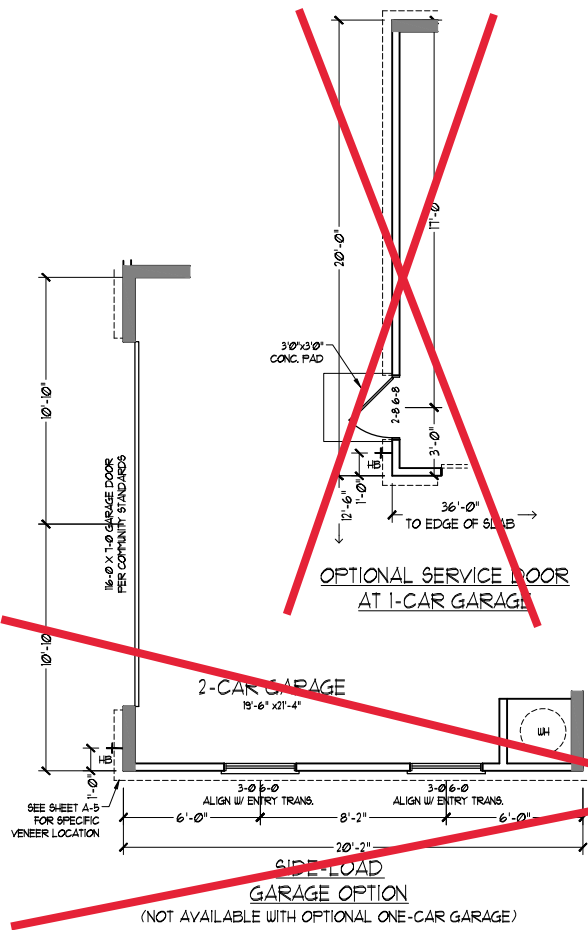 20'-0"
17'-0
3'0"x3'0"
CONC. PAD
2-8 6-8
3'-0"
HB
1'-0"
12'-6"
36'-0"
TO EDGE OF SLAB
OPTIONAL SERVICE DOOR
AT 1-CAR GARAGE
10'-10"
116-0 X 7-0 GARAGE DOOR
PER COMMUNITY STANDARDS
10'-10
2-CAR GARAGE
19'-6" x21'-4"
WH
HB
1'-0"
SEE SHEET A-5
FOR SPECIFIC
VENEER LOCATION
3-0 6-0
ALIGN W/ ENTRY TRANS.
3-0 6-0
ALIGN W/ ENTRY TRANS.
6'-0"
8'-2"
6'-0"
20'-2"
SIDE-LOAD
GARAGE OPTION
(NOT AVAILABLE WITH OPTIONAL ONE-CAR GARAGE)